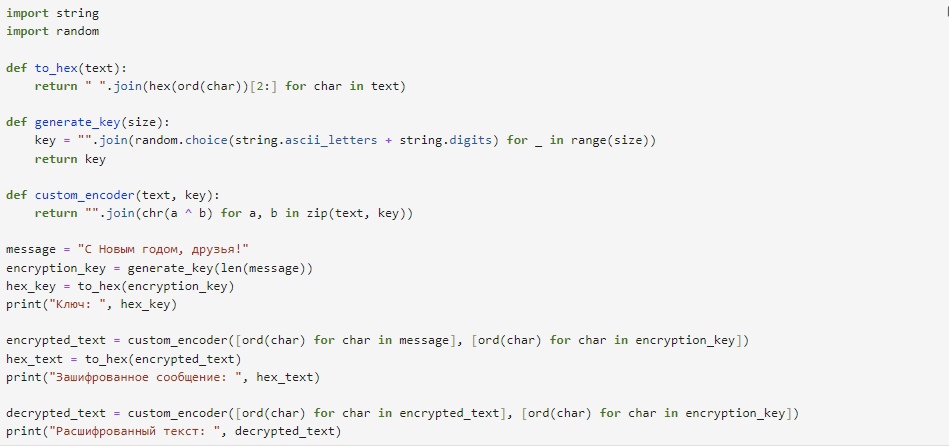 import string
import random
def to_hex(text):
    return " ".join(hex(ord(char))[2:] for char in text)
def generate_key(size):
    key = "".join(random.choice(string.ascii_letters + string.digits) for _ in range(size))
    return key
def custom_encoder(text, key):
    return "".join(chr(a ^ b) for a, b in zip(text, key))
message = "С Новым годом, друзья!"
encryption_key = generate_key(len(message))
hex_key = to_hex(encryption_key)
print("Ключ: ", hex_key)
encrypted_text = custom_encoder([ord(char) for char in message], [ord(char) for char in encryption_key])
hex_text = to_hex(encrypted_text)
print("Зашифрованное сообщение: ", hex_text)
decrypted_text = custom_encoder([ord(char) for char in encrypted_text], [ord(char) for char in encryption_key])
print("Расшифрованный текст: ", decrypted_text)